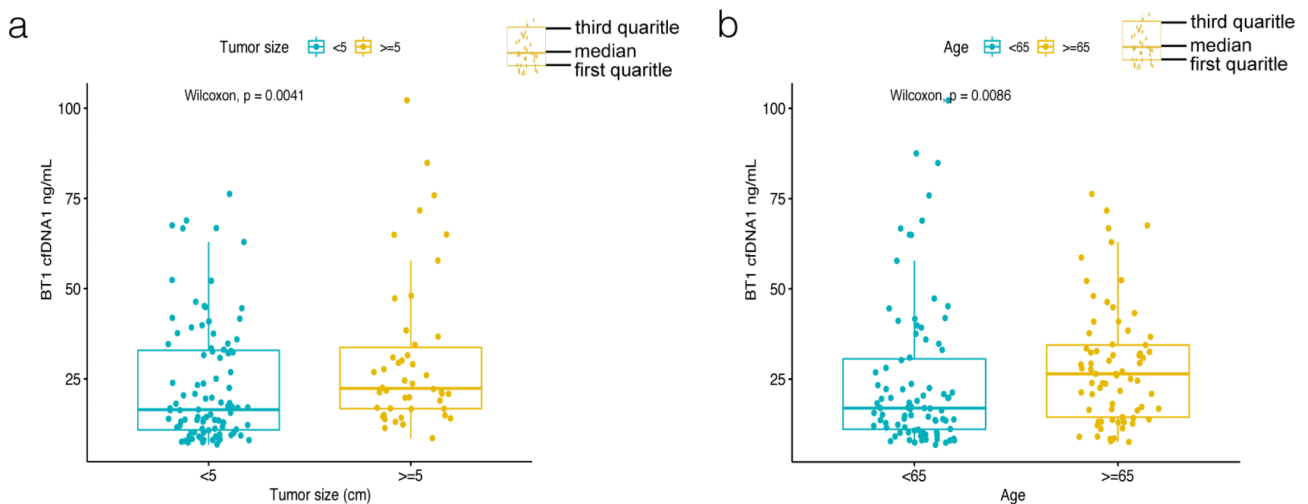 a
Tumor size <5 >=5
third quaritle
median
first quaritle
Wilcoxon, p = 0.0041
100
75
50
25
BT1 cfDNA1 ng/mL
<5 >=5
Tumor size (cm)
b
Age <65 >=65
third quaritle
median
first quaritle
Wilcoxon, p = 0.0086
100
75
50
25
BT1 cfDNA1 ng/mL
<65 >=65
Age